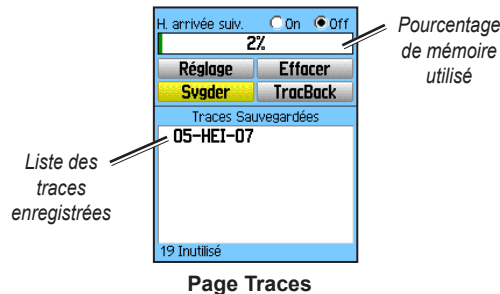 H. arrivée suiv. On Off
2%
Réglage Effacer
Svgder TracBack
Traces Sauvegardées
05-HEI-07
19 Inutilisé
Pourcentage
de mémoire
utilisé
Liste des
traces
enregistrées
Page Traces